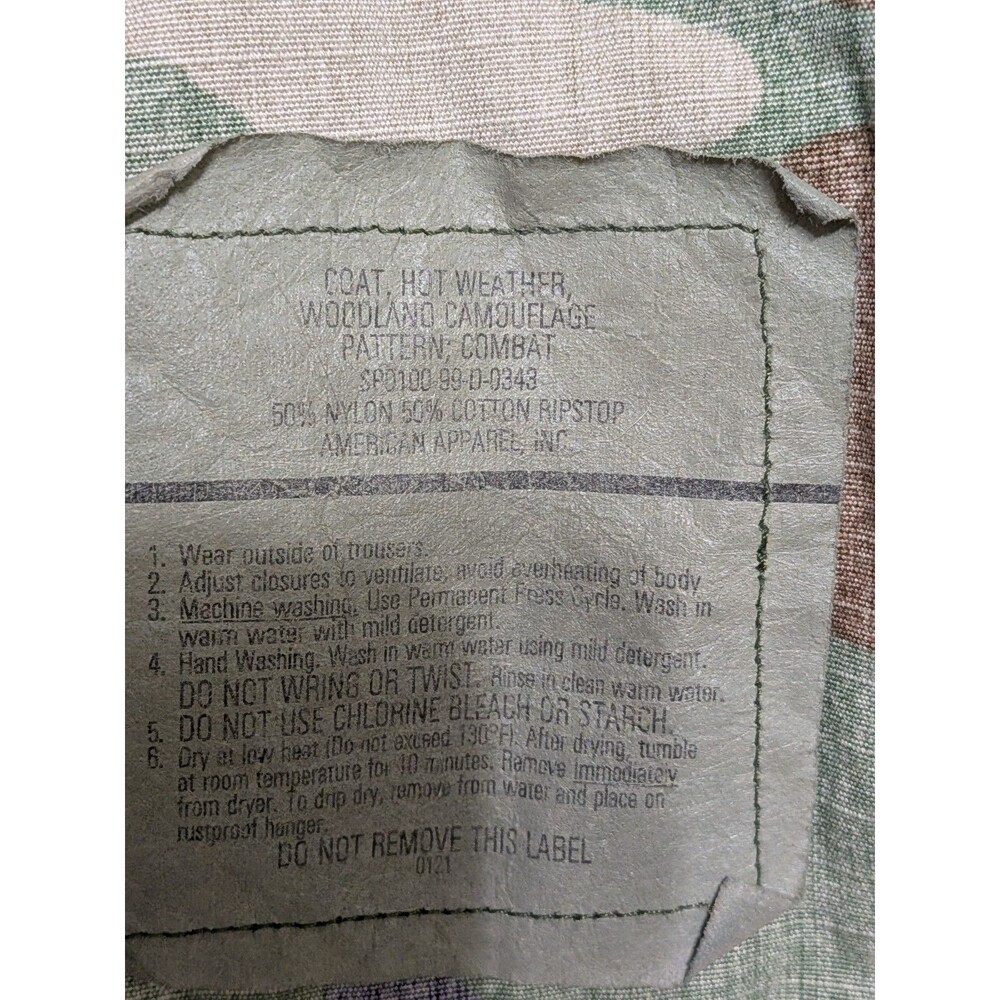 COAT, HOT WEATHER,
WOODLAND CAMOUFLAGE
PATTERN; COMBAT
SP0100-99-D-0343
50% NYLON 50% COTTON RIPSTOP
AMERICAN APPAREL, INC.
1. Wear outside of trousers.
2. Adjust closures to ventilate, avoid overheating of body
3. Machine washing. Use Permanent Press Cycle. Wash in
warm water with mild detergent.
4. Hand Washing. Wash in warm water using mild detergent.
DO NOT WRING OR TWIST. Rinse in clean warm water.
5. DO NOT USE CHLORINE BLEACH OR STARCH.
6. Dry at low heat (Do not exceed 130°F). After drying, tumble
at room temperature for 10 minutes. Remove immediately
from dryer. To drip dry, remove from water and place on
rustproof hanger.
DO NOT REMOVE THIS LABEL
0121